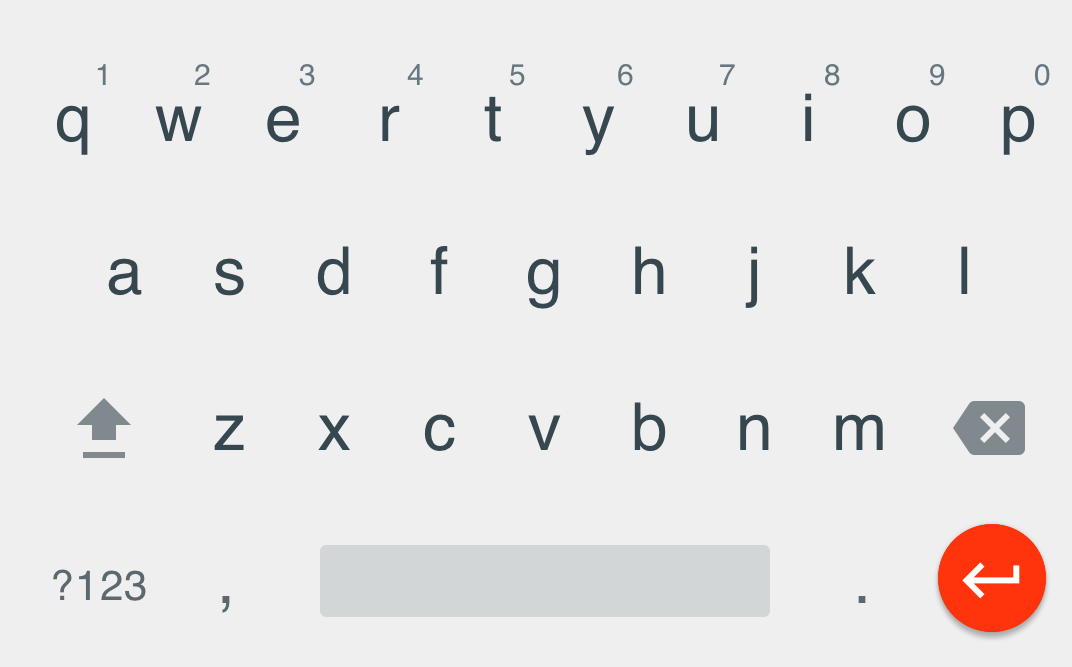 1 2 3 4 5 6 7 8 9 0
q w e r t y u i o p
a s d f g h j k l
z x c v b n m
?123 , .